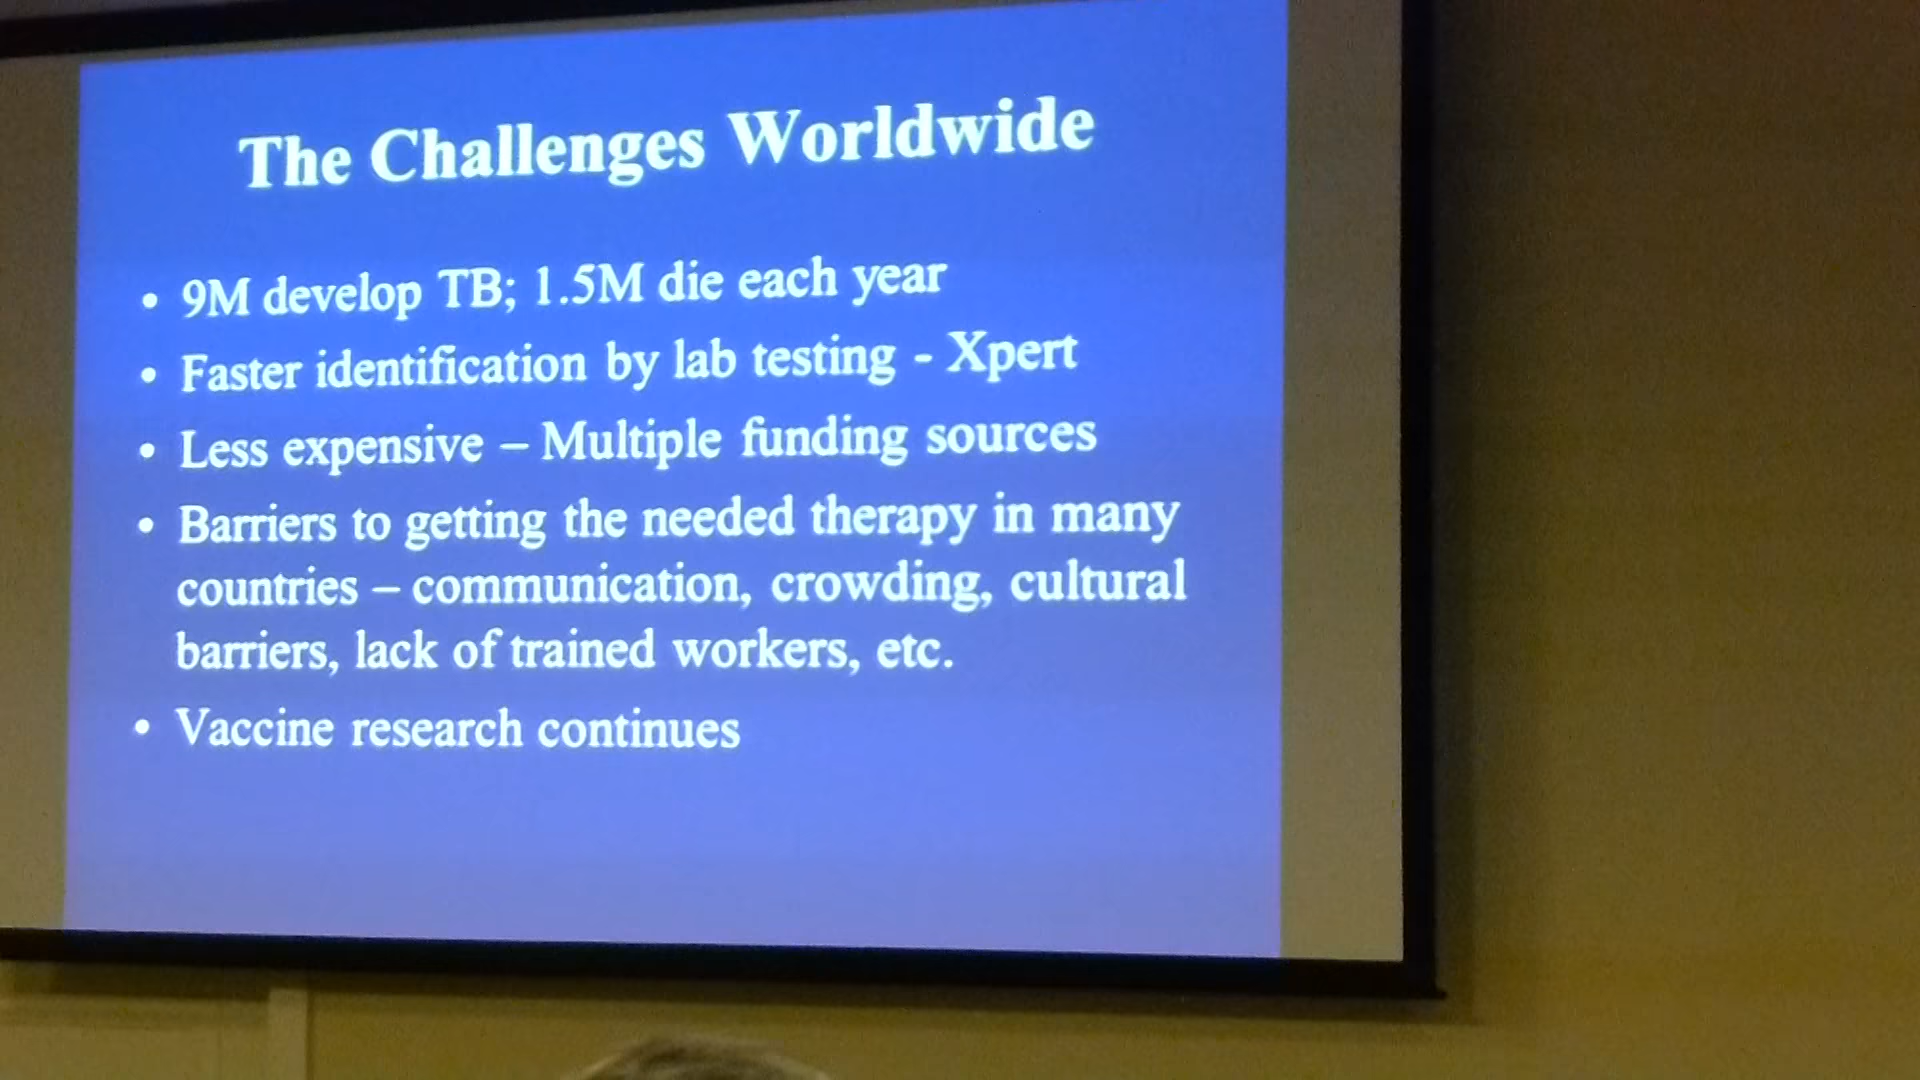 The Challenges Worldwide
• 9M develop TB; 1.5M die each year
• Faster identification by lab testing - Xpert
• Less expensive – Multiple funding sources
• Barriers to getting the needed therapy in many
countries – communication, crowding, cultural
barriers, lack of trained workers, etc.
• Vaccine research continues